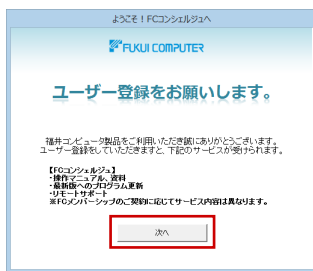 ようこそ！FCコンシェルジュへ
FUKUI COMPUTER
ユーザー登録をお願いします。
福井コンピュータ製品をご利用いただき誠にありがとうございます。
ユーザー登録をしていただきますと、下記のサービスが受けられます。
【FCコンシェルジュ】
・操作マニュアル、資料
・最新版へのプログラム更新
・リモートサポート
※FCメンバーシップのご契約に応じてサービス内容は異なります。
次へ